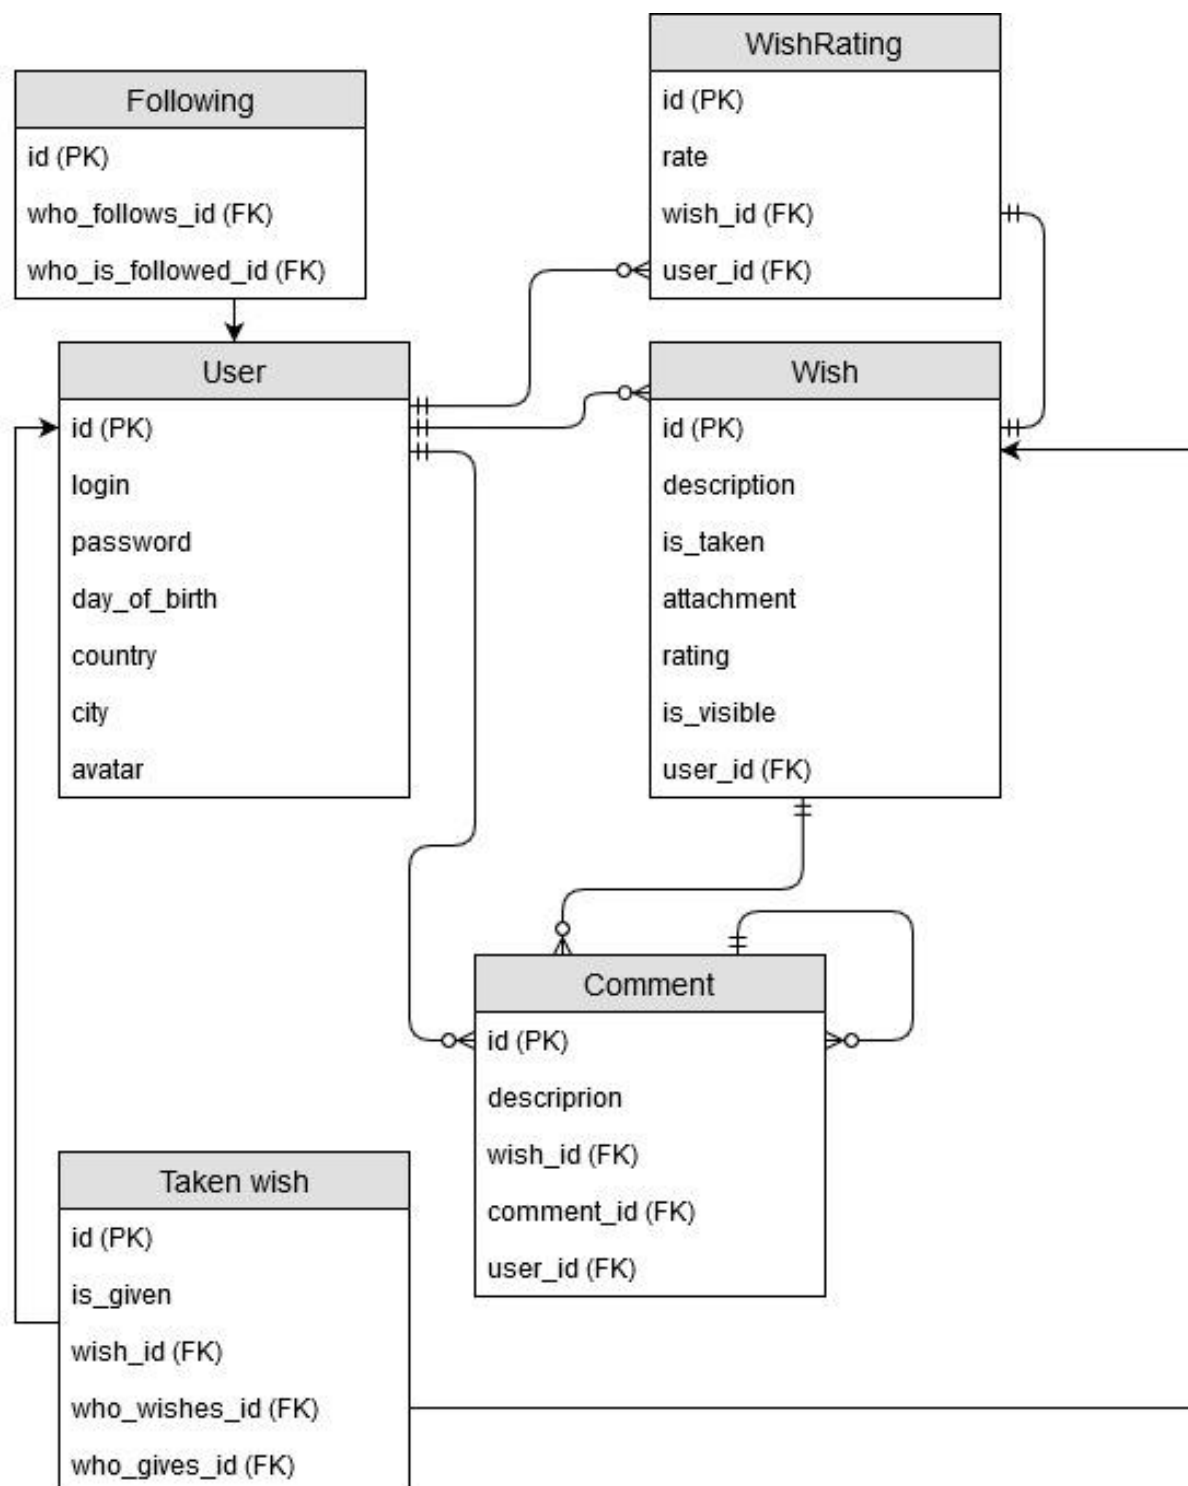 WishRating
id (PK)
rate
wish_id (FK)
user_id (FK)
Following
id (PK)
who_follows_id (FK)
who_is_followed_id (FK)
User
id (PK)
login
password
day_of_birth
country
city
avatar
Wish
id (PK)
description
is_taken
attachment
rating
is_visible
user_id (FK)
Comment
id (PK)
descriprion
wish_id (FK)
comment_id (FK)
user_id (FK)
Taken wish
id (PK)
is_given
wish_id (FK)
who_wishes_id (FK)
who_gives_id (FK)